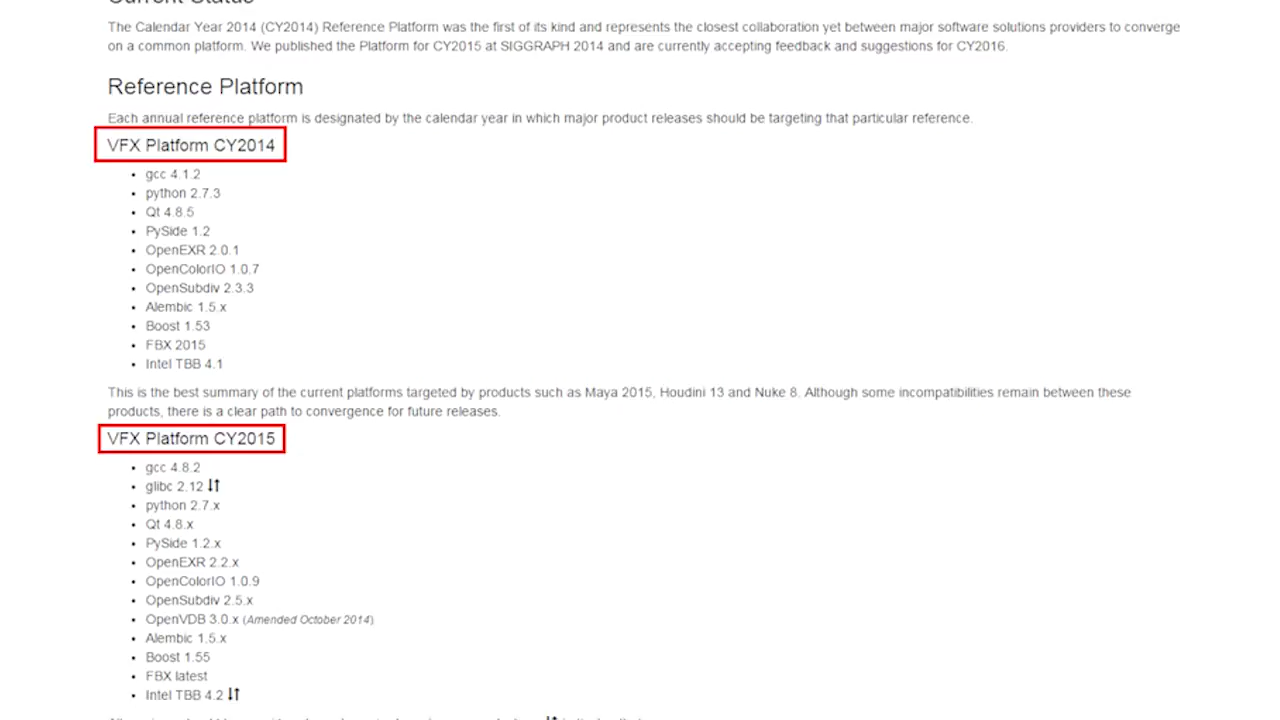 Current Status
The Calendar Year 2014 (CY2014) Reference Platform was the first of its kind and represents the closest collaboration yet between major software solutions providers to converge
on a common platform. We published the Platform for CY2015 at SIGGRAPH 2014 and are currently accepting feedback and suggestions for CY2016.
Reference Platform
Each annual reference platform is designated by the calendar year in which major product releases should be targeting that particular reference.
VFX Platform CY2014
• gcc 4.1.2
• python 2.7.3
• Qt 4.8.5
• PySide 1.2
• OpenEXR 2.0.1
• OpenColorIO 1.0.7
• OpenSubdiv 2.3.3
• Alembic 1.5.x
• Boost 1.53
• FBX 2015
• Intel TBB 4.1
This is the best summary of the current platforms targeted by products such as Maya 2015, Houdini 13 and Nuke 8. Although some incompatibilities remain between these
products, there is a clear path to convergence for future releases.
VFX Platform CY2015
• gcc 4.8.2
• glibc 2.12
• python 2.7.x
• Qt 4.8.x
• PySide 1.2.x
• OpenEXR 2.2.x
• OpenColorIO 1.0.9
• OpenSubdiv 2.5.x
• OpenVDB 3.0.x (Amended October 2014)
• Alembic 1.5.x
• Boost 1.55
• FBX latest
• Intel TBB 4.2